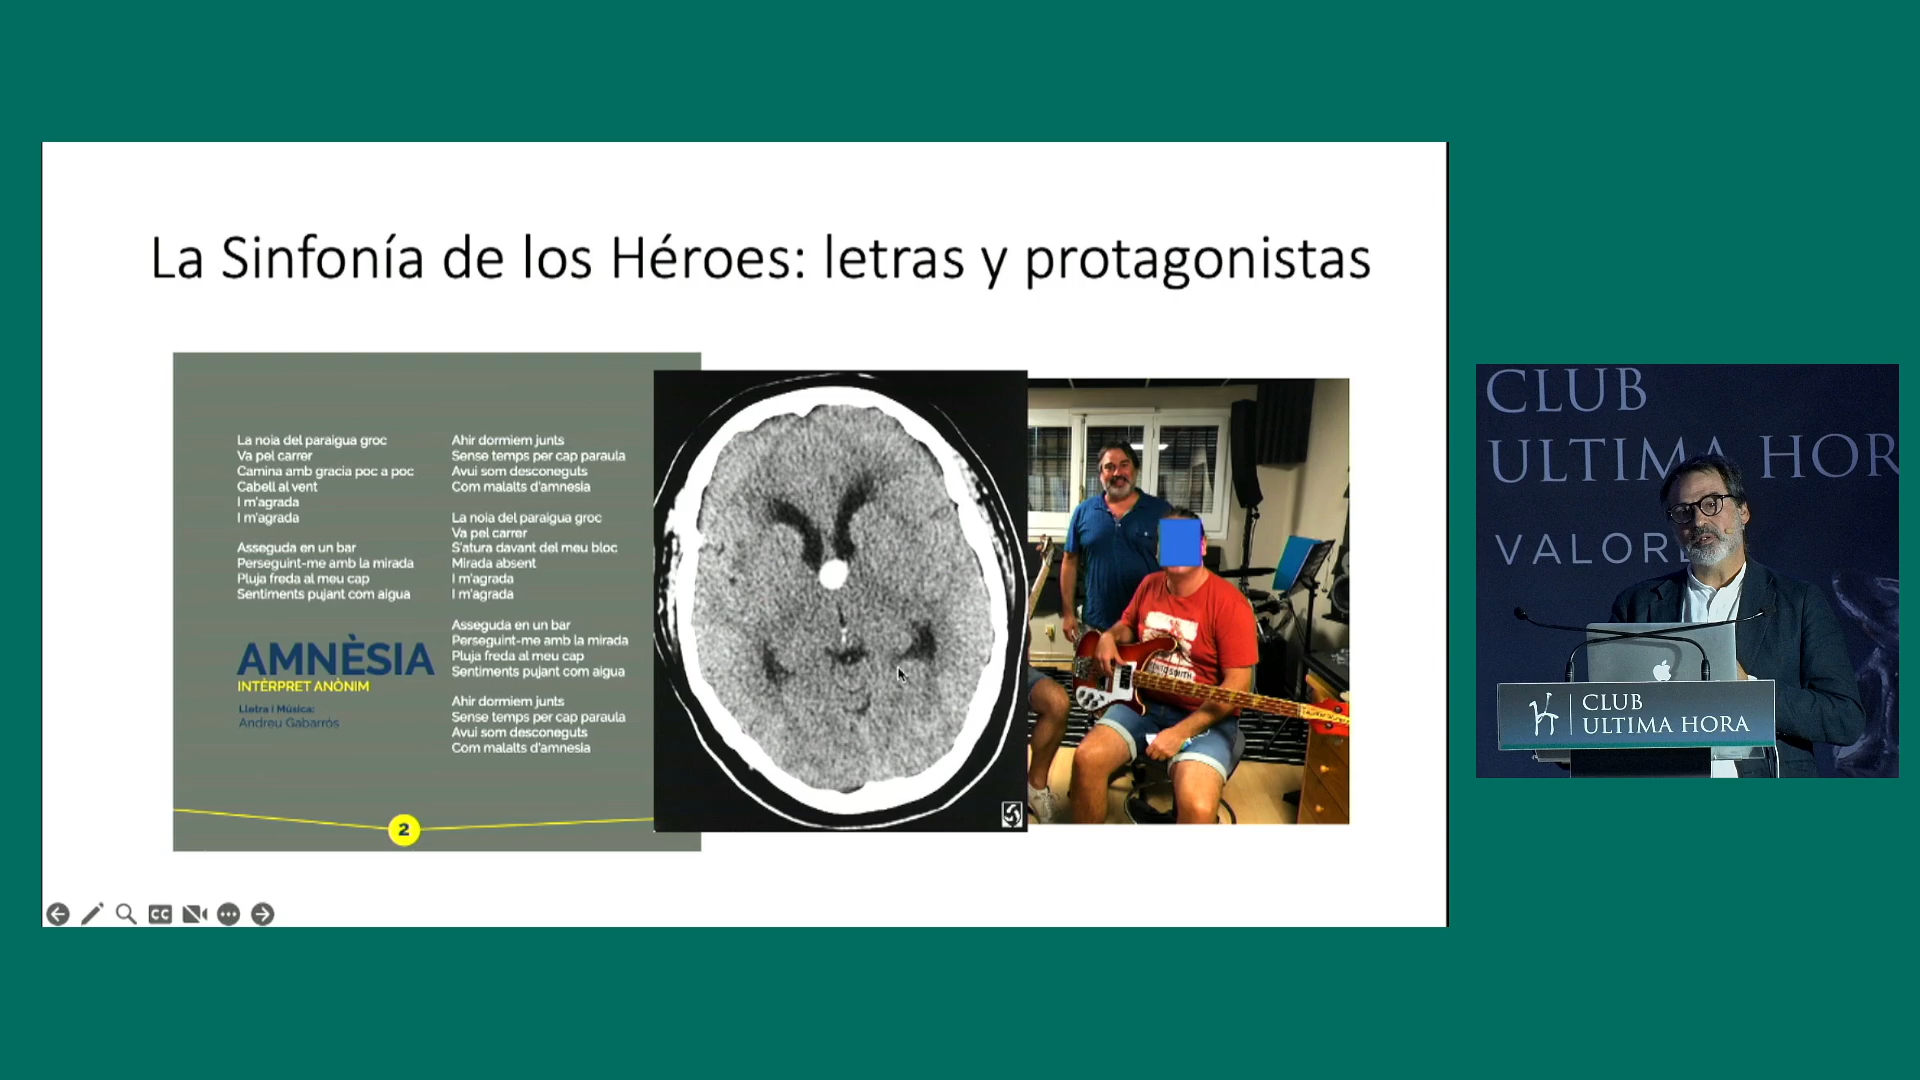 La Sinfonía de los Héroes: letras y protagonistas
La noia del paraigua groc
Va pel carrer
Camina amb gracia poc a poc
Cabell al vent
I m'agrada
I m'agrada
Asseguda en un bar
Perseguint-me amb la mirada
Pluja freda al meu cap
Sentiments pujant com aigua
AMNÈSIA
INTÈRPRET ANÒNIM
Lletra i Música:
Andreu Gabarrós
Ahir dormiem junts
Sense temps per cap paraula
Avui som desconeguts
Com malalts d'amnesia
La noia del paraigua groc
Va pel carrer
S'atura davant del meu bloc
Mirada absent
I m'agrada
I m'agrada
Asseguda en un bar
Perseguint-me amb la mirada
Pluja freda al meu cap
Sentiments pujant com aigua
Ahir dormiem junts
Sense temps per cap paraula
Avui som desconeguts
Com malalts d'amnesia
2
CC
CLUB
ULTIMA HOR
VALORE
CLUB
ULTIMA HORA